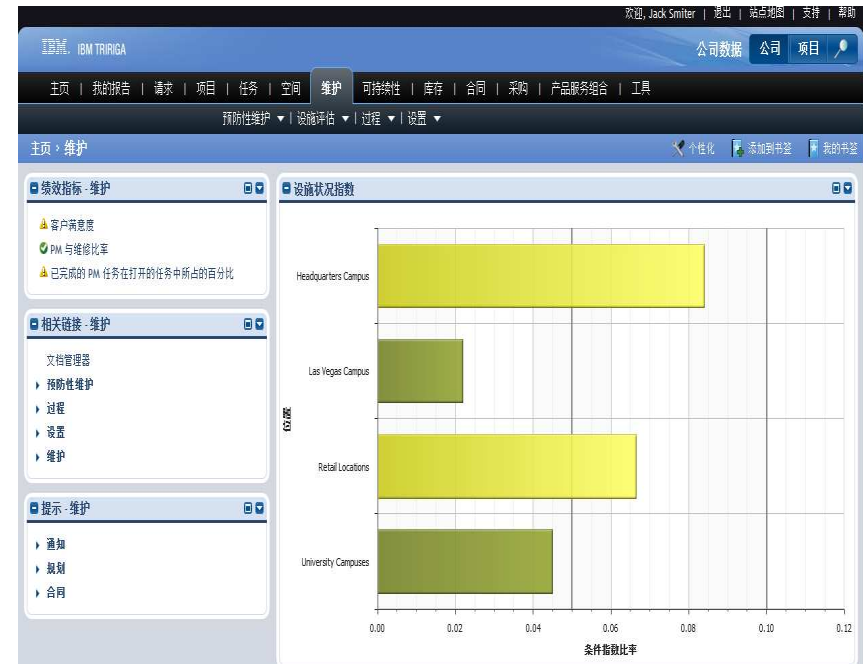 欢迎, Jack Smiter | 退出 | 站点地图 | 支持 | 帮助
IBM. IBM TRIRIGA
公司数据 公司 项目
主页 | 我的报告 | 请求 | 项目 | 任务 | 空间 维护 可持续性 | 库存 | 合同 | 采购 | 产品服务组合 | 工具
预防性维护 ▼ | 设施评估 ▼ | 过程 ▼ | 设置 ▼
主页 › 维护 个性化 添加到书签 我的书签
绩效指标 - 维护
客户满意度
PM 与维修比率
已完成的 PM 任务在打开的任务中所占的百分比
相关链接 - 维护
文档管理器
预防性维护
过程
设置
维护
提示 - 维护
通知
规划
合同
设施状况指数
Headquarters Campus
Las Vegas Campus
位置
Retail Locations
University Campuses
0.00 0.02 0.04 0.06 0.08 0.10 0.12
条件指数比率